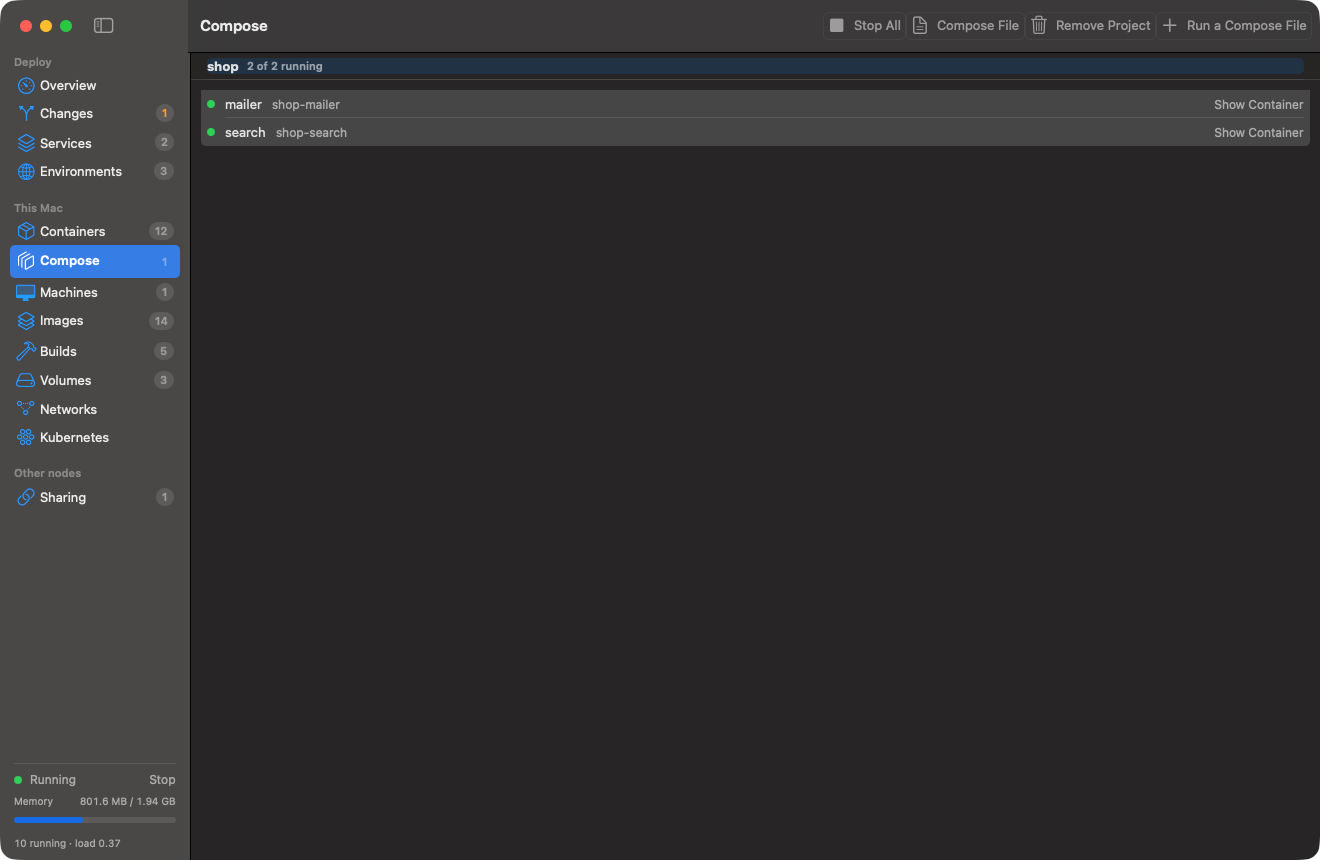 Compose
Stop All
Compose File
Remove Project
Run a Compose File
Deploy
Overview
Changes 1
Services 2
Environments 3
This Mac
Containers 12
Compose 1
Machines 1
Images 14
Builds 5
Volumes 3
Networks
Kubernetes
Other nodes
Sharing 1
Running Stop
Memory 801.6 MB / 1.94 GB
10 running · load 0.37
shop 2 of 2 running
mailer shop-mailer Show Container
search shop-search Show Container